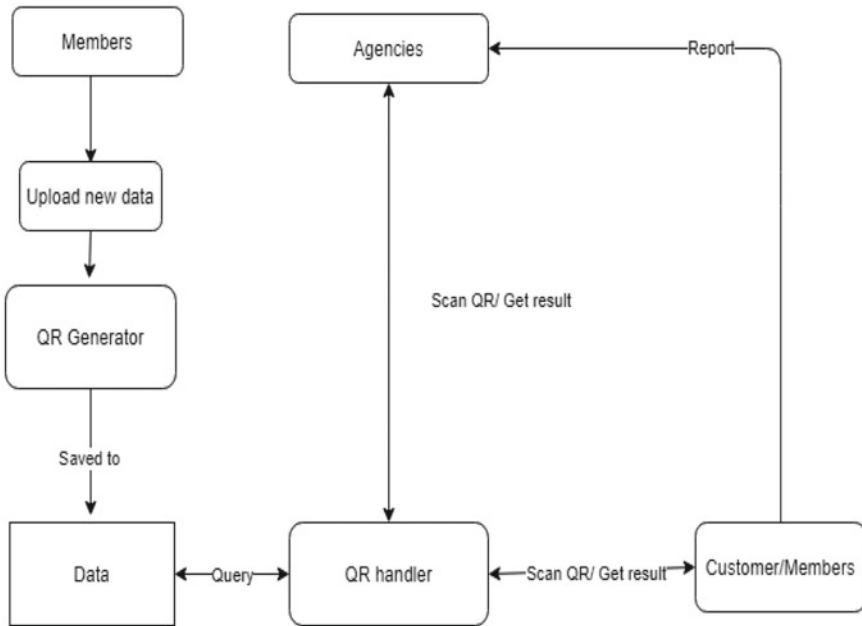 Members
Agencies
Report
Upload new data
Scan QR/ Get result
QR Generator
Saved to
Data
Query
QR handler
Scan QR/ Get result
Customer/Members